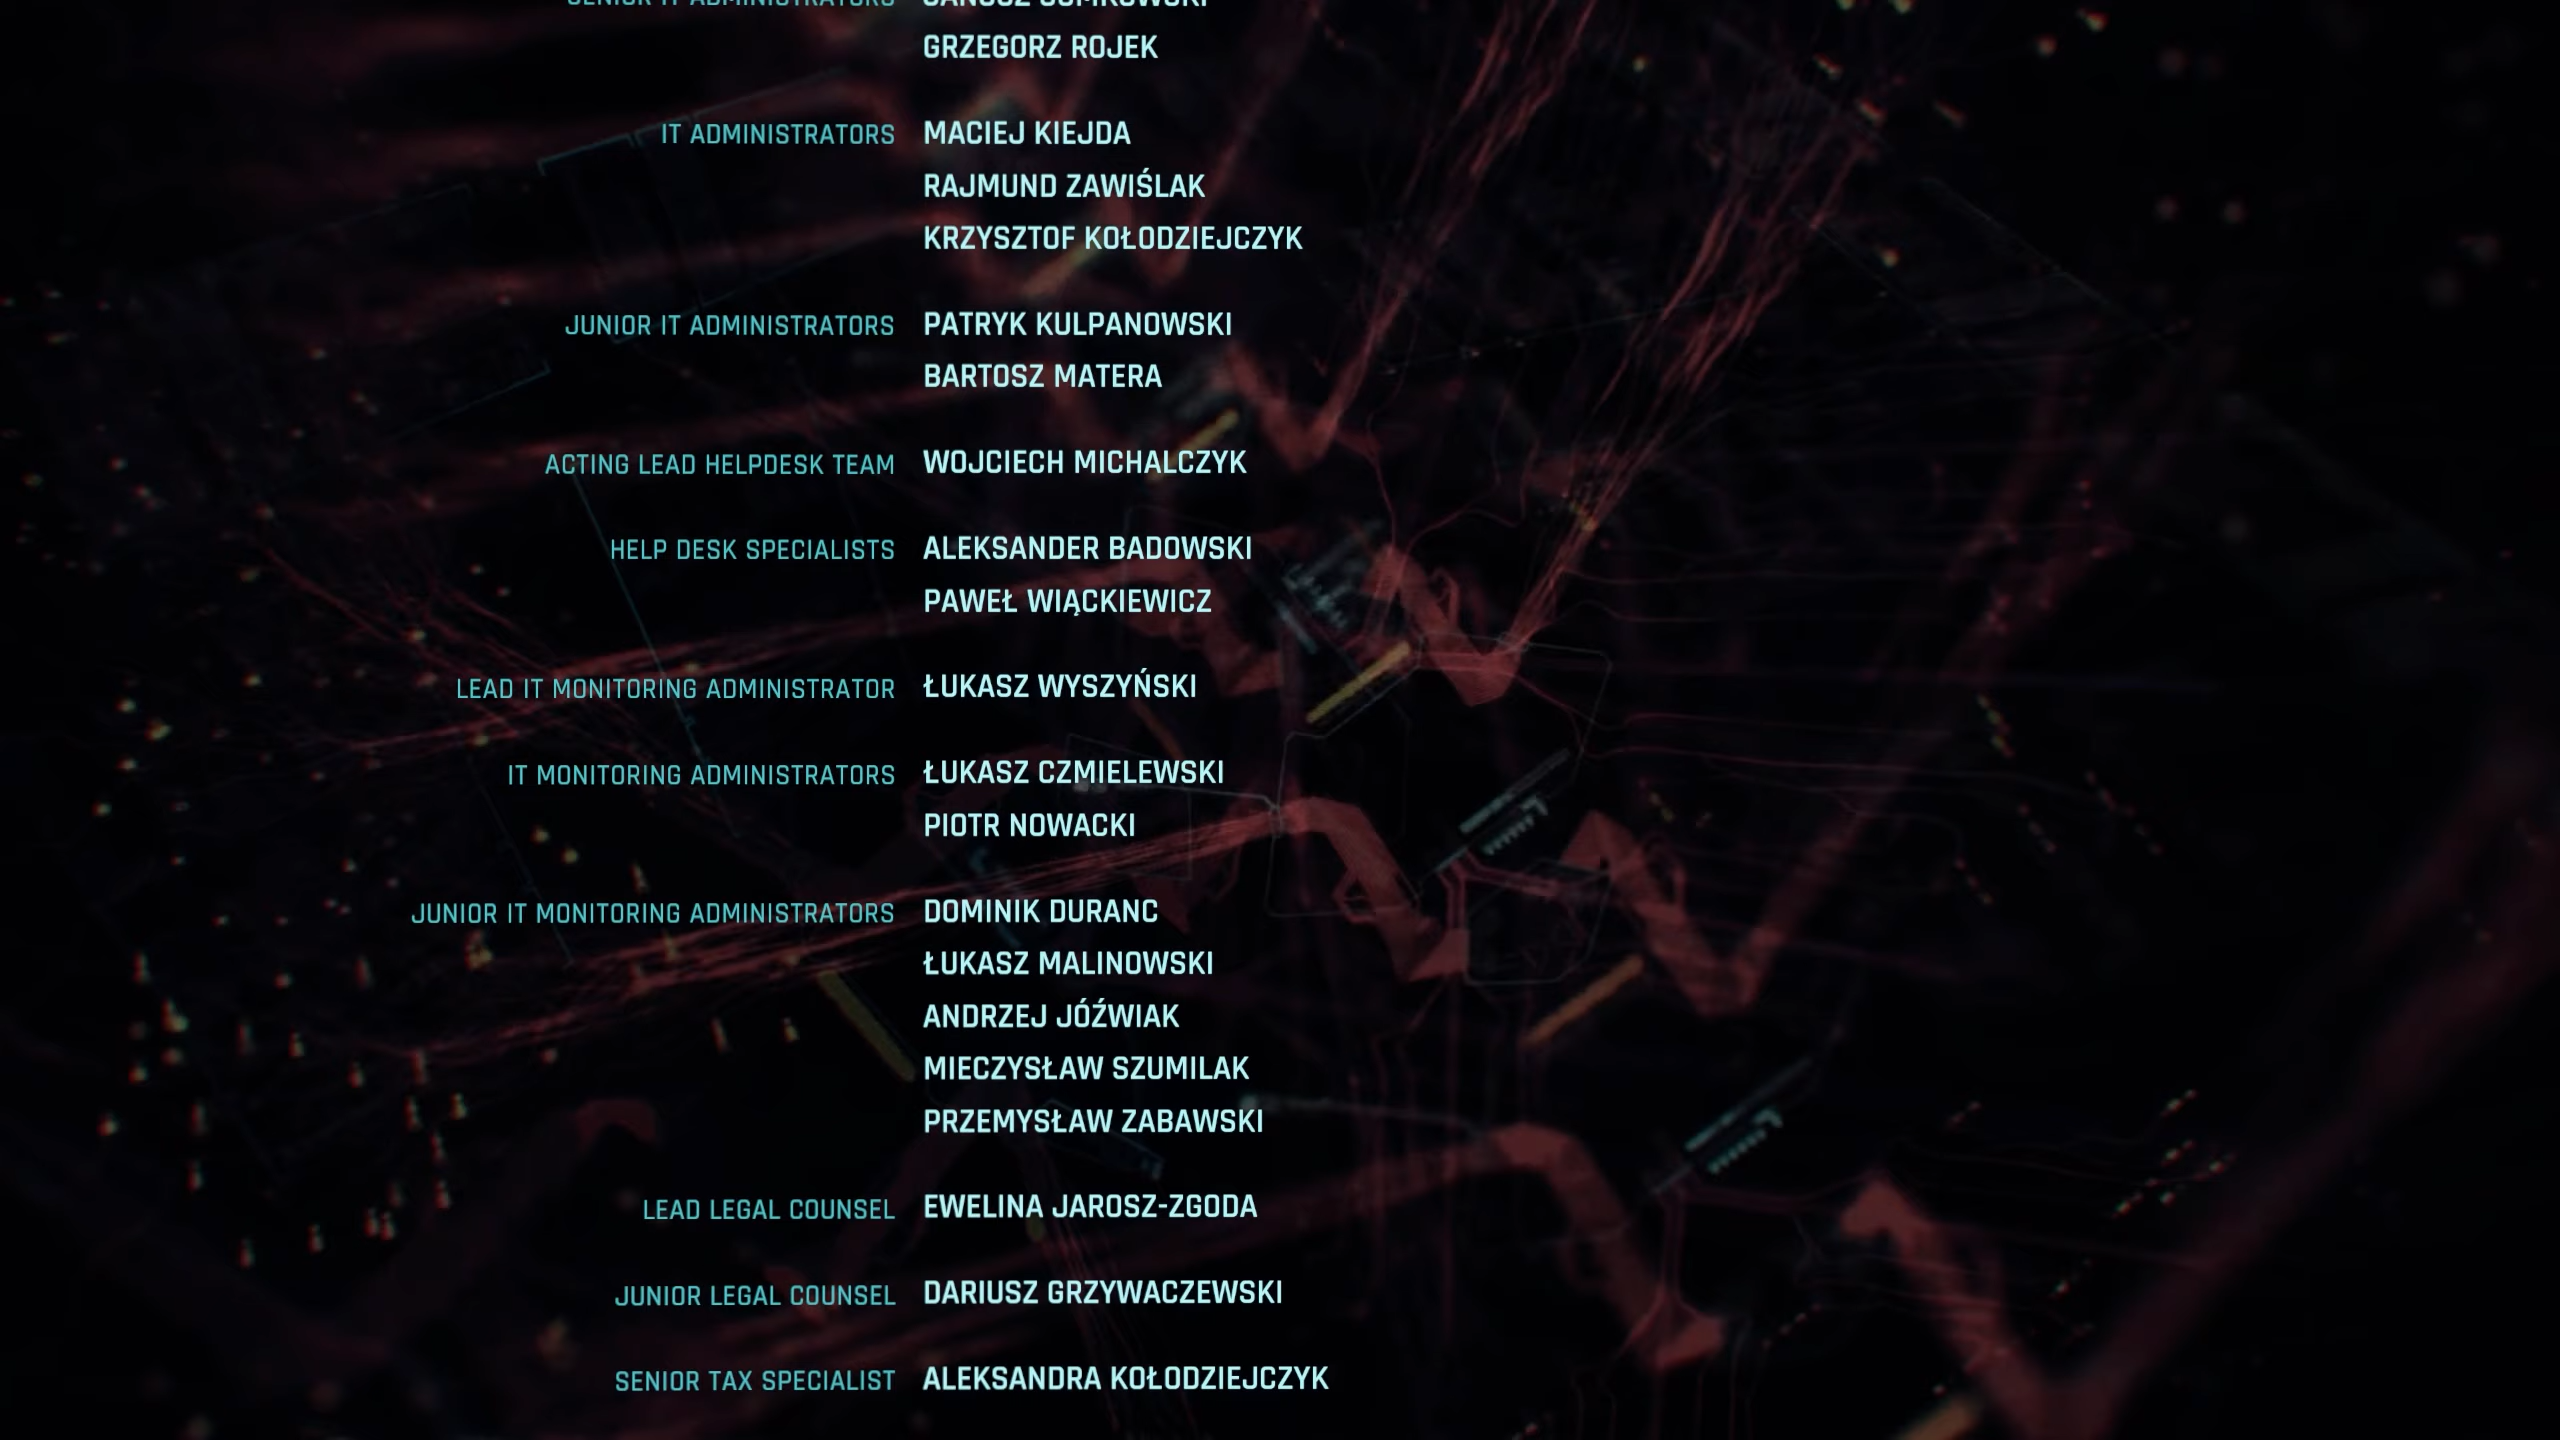 SENIOR IT ADMINISTRATORS
GRZEGORZ ROJEK
IT ADMINISTRATORS MACIEJ KIEJDA
RAJMUND ZAWIŚLAK
KRZYSZTOF KOŁODZIEJCZYK
JUNIOR IT ADMINISTRATORS PATRYK KULPANOWSKI
BARTOSZ MATERA
ACTING LEAD HELPDESK TEAM WOJCIECH MICHALCZYK
HELP DESK SPECIALISTS ALEKSANDER BADOWSKI
PAWEŁ WIĄCKIEWICZ
LEAD IT MONITORING ADMINISTRATOR ŁUKASZ WYSZYŃSKI
IT MONITORING ADMINISTRATORS ŁUKASZ CZMIELEWSKI
PIOTR NOWACKI
JUNIOR IT MONITORING ADMINISTRATORS DOMINIK DURANC
ŁUKASZ MALINOWSKI
ANDRZEJ JÓŹWIAK
MIECZYSŁAW SZUMILAK
PRZEMYSŁAW ZABAWSKI
LEAD LEGAL COUNSEL EWELINA JAROSZ-ZGODA
JUNIOR LEGAL COUNSEL DARIUSZ GRZYWACZEWSKI
SENIOR TAX SPECIALIST ALEKSANDRA KOŁODZIEJCZYK